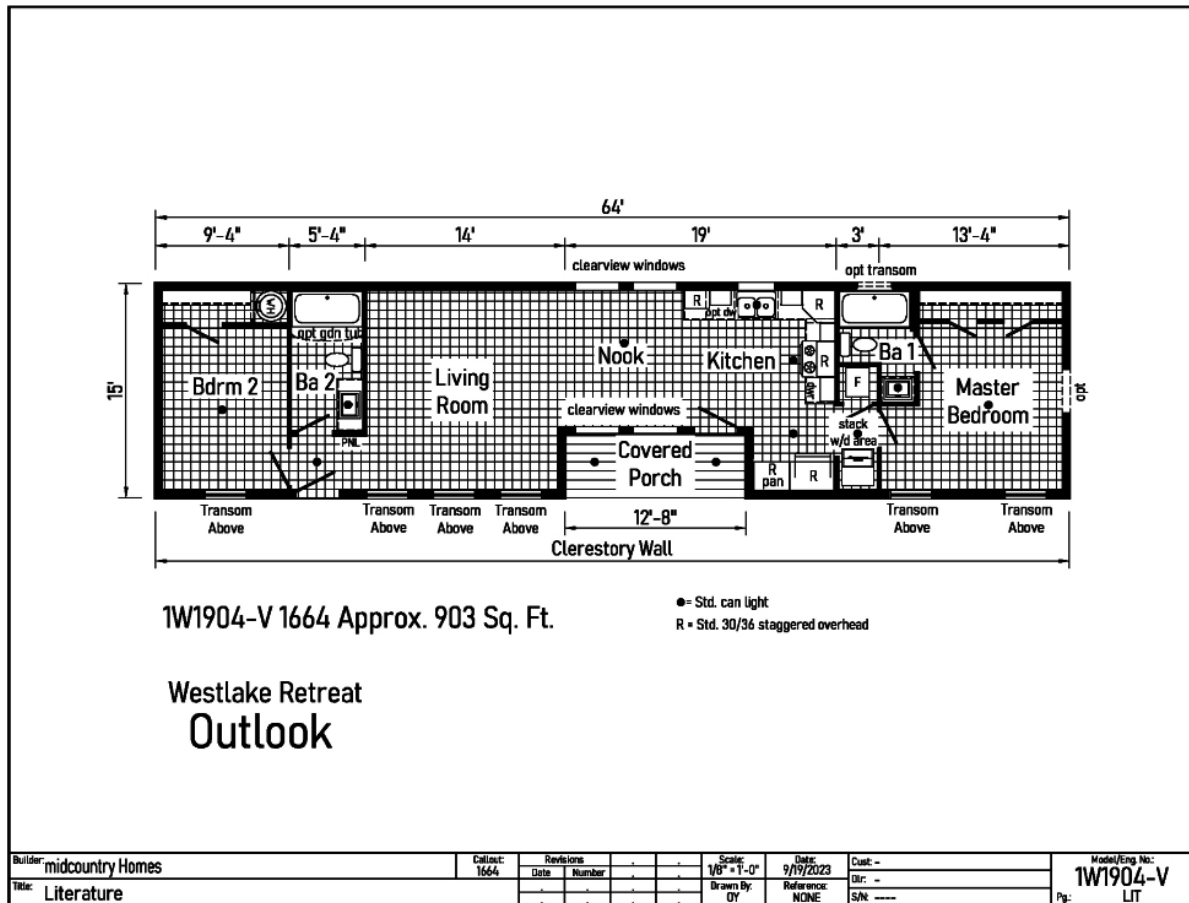 64'
9'-4" 5'-4" 14' 19' 3' 13'-4"
clearview windows
opt transom
15'
WH
opt gdn tub
R
opt dw
R
Bdrm 2
Ba 2
Living
Room
Nook
Kitchen
R
Ba 1
F
Master
Bedroom
opt
clearview windows
PNL
stack
w/d area
Covered
Porch
R
pan
R
Transom
Above
Transom
Above
Transom
Above
Transom
Above
Transom
Above
Transom
Above
12'-8"
Clerestory Wall
1W1904-V 1664 Approx. 903 Sq. Ft.
●= Std. can light
R = Std. 30/36 staggered overhead
Westlake Retreat
Outlook
Builder: midcountry Homes
Title: Literature
Callout:
1664
Revisions
Date Number
Scale:
1/8" = 1'-0"
Date:
9/19/2023
Drawn By:
OY
Reference:
NONE
Cust: -
Dlr: -
S/N: ----
Model/Eng. No.:
1W1904-V
Pg.: LIT